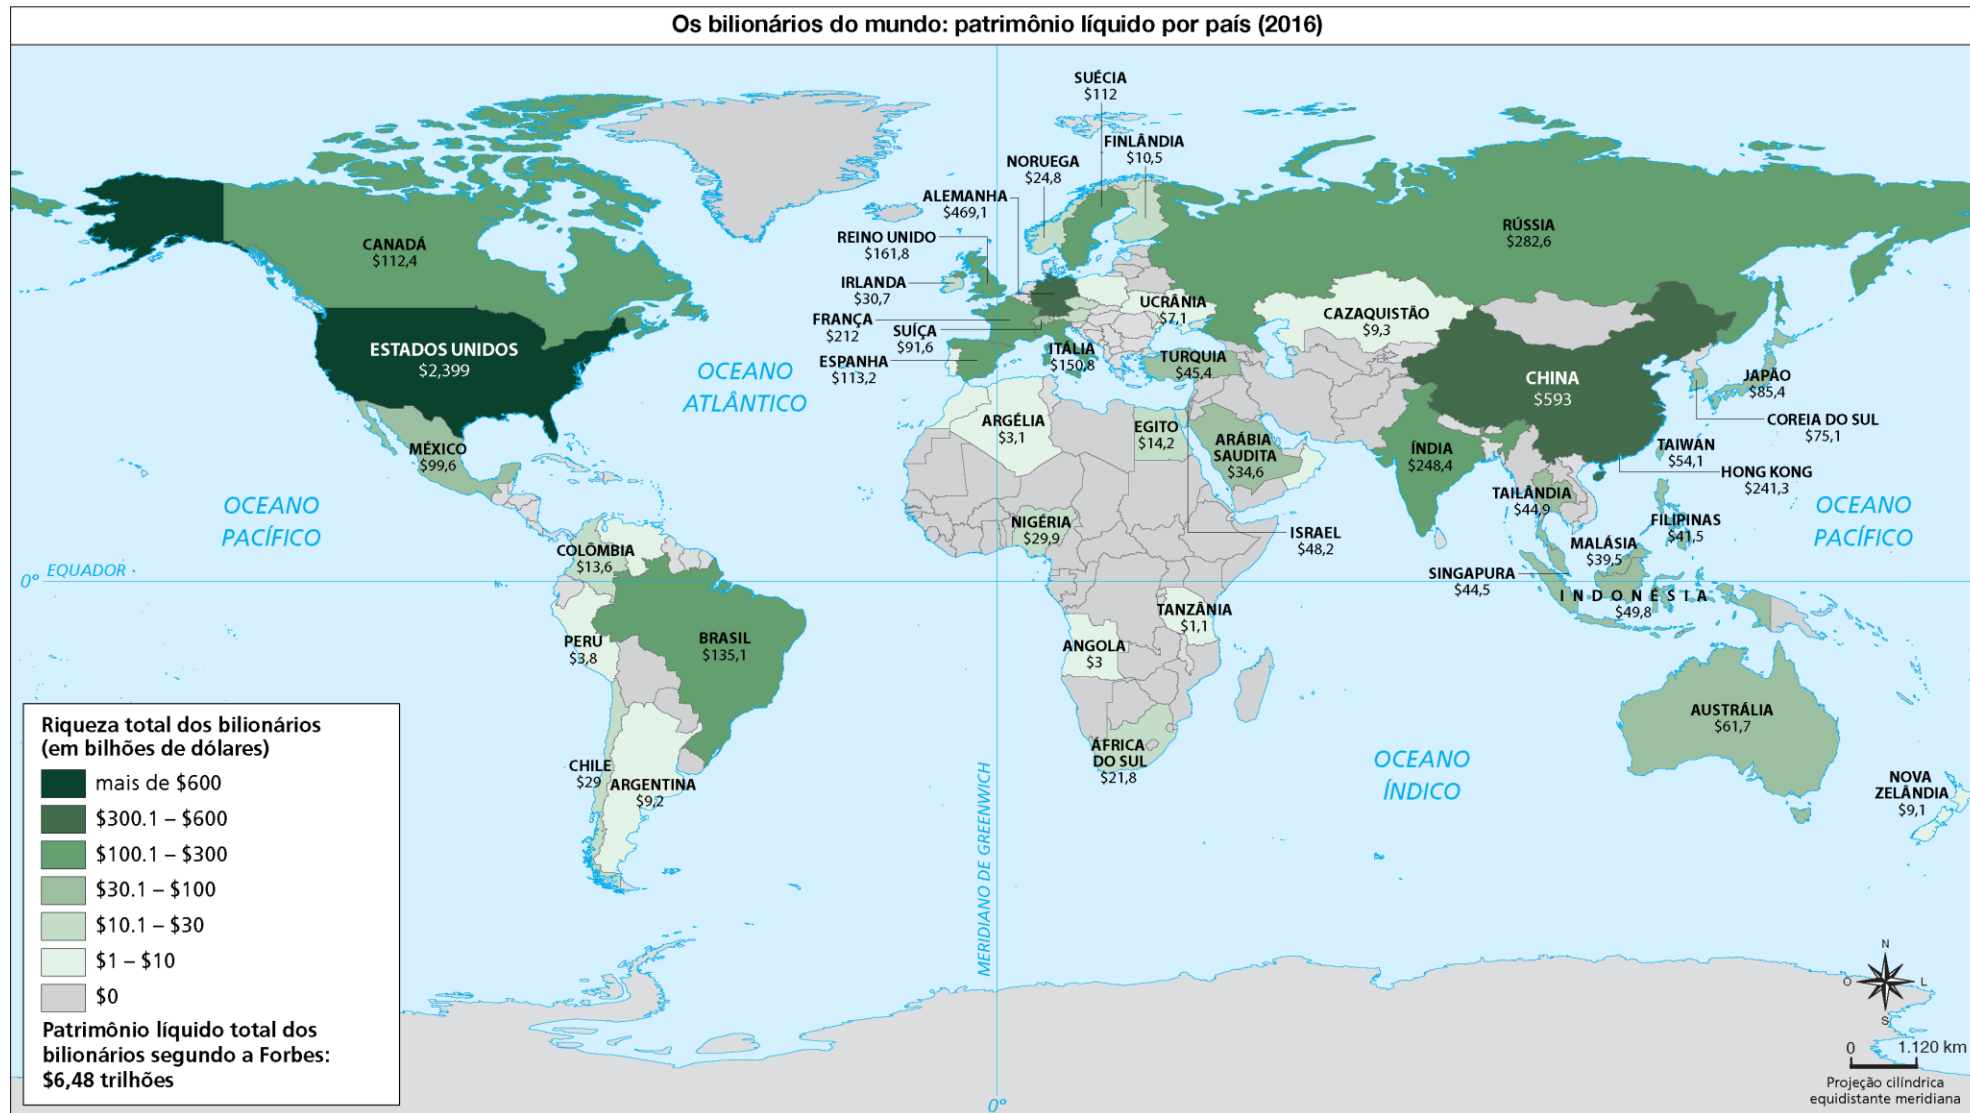 Os bilionários do mundo: patrimônio líquido por país (2016)
SUÉCIA
$112
FINLÂNDIA
$10,5
NORUEGA
$24,8
ALEMANHA
$469,1
REINO UNIDO
$161,8
IRLANDA
$30,7
FRANÇA
$212
SUÍÇA
$91,6
ESPANHA
$113,2
ITÁLIA
$150,8
UCRÂNIA
$7,1
TURQUIA
$45,4
RÚSSIA
$282,6
CAZAQUISTÃO
$9,3
CANADÁ
$112,4
ESTADOS UNIDOS
$2,399
MÉXICO
$99,6
OCEANO
ATLÂNTICO
OCEANO
PACÍFICO
CHINA
$593
JAPÃO
$85,4
COREIA DO SUL
$75,1
TAIWÁN
$54,1
HONG KONG
$241,3
ÍNDIA
$248,4
TAILÂNDIA
$44,9
FILIPINAS
$41,5
MALÁSIA
$39,5
SINGAPURA
$44,5
INDONÉSIA
$49,8
OCEANO
PACÍFICO
ARGÉLIA
$3,1
EGITO
$14,2
ARÁBIA
SAUDITA
$34,6
ISRAEL
$48,2
NIGÉRIA
$29,9
TANZÂNIA
$1,1
ANGOLA
$3
ÁFRICA
DO SUL
$21,8
COLÔMBIA
$13,6
0º EQUADOR
PERU
$3,8
BRASIL
$135,1
CHILE
$29
ARGENTINA
$9,2
AUSTRÁLIA
$61,7
NOVA
ZELÂNDIA
$9,1
OCEANO
ÍNDICO
MERIDIANO DE GREENWICH
0º
Riqueza total dos bilionários
(em bilhões de dólares)
mais de $600
$300.1 – $600
$100.1 – $300
$30.1 – $100
$10.1 – $30
$1 – $10
$0
Patrimônio líquido total dos
bilionários segundo a Forbes:
$6,48 trilhões
N
O
L
S
0
1.120 km
Projeção cilíndrica
equidistante meridiana